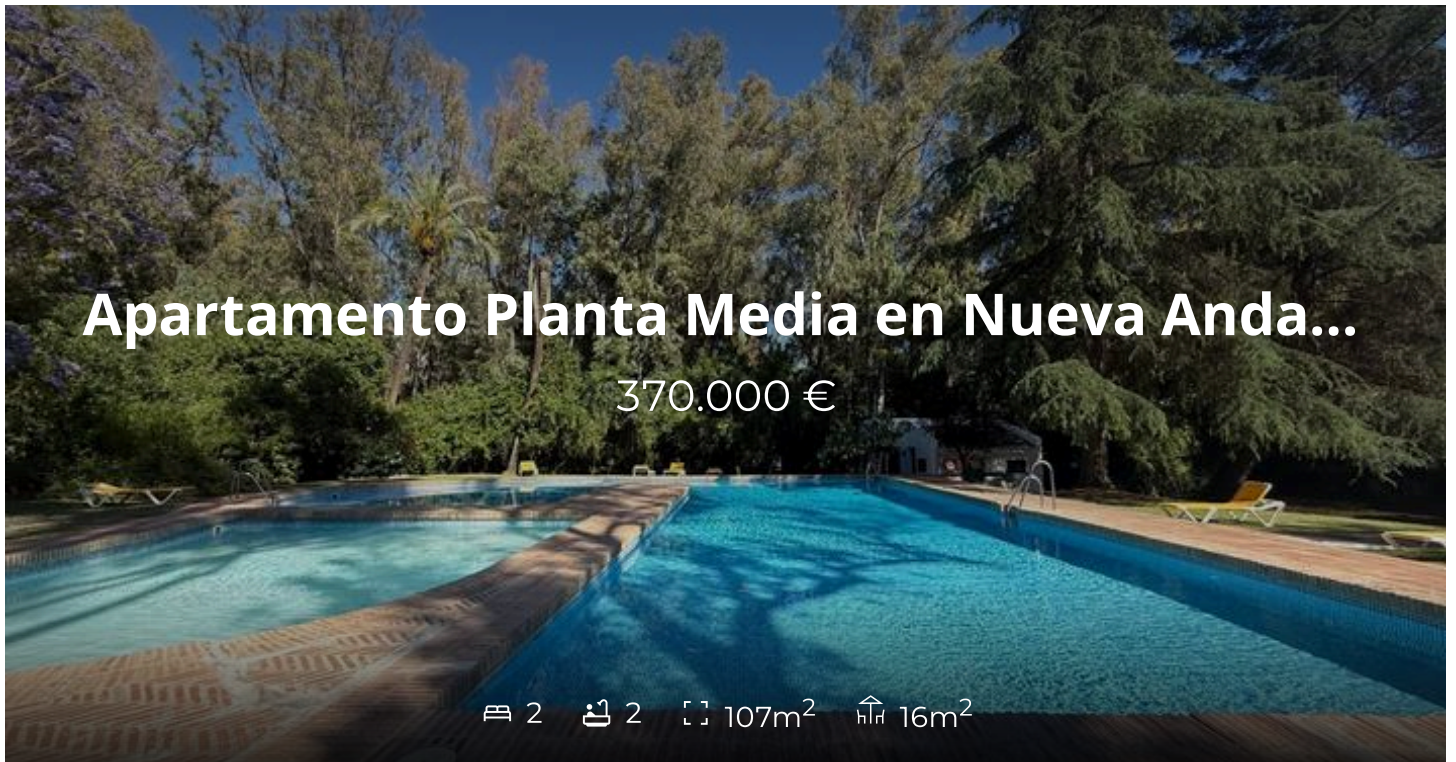 Apartamento Planta Media en Nueva Anda...
370.000 €
2 2 107m² 16m²